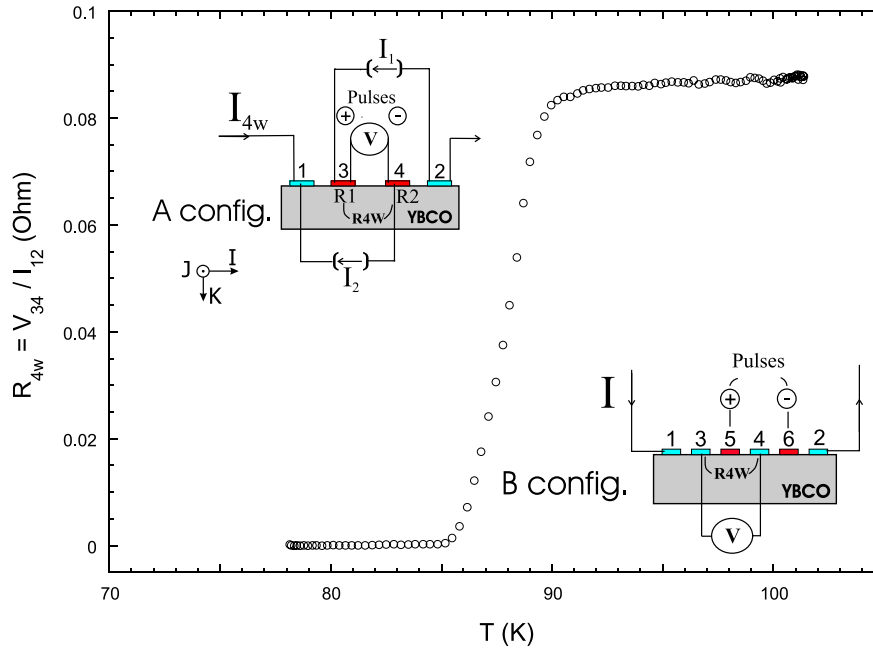 0.1
0.08
0.06
0.04
0.02
0
R4w = V34 / I12 (Ohm)
70
80
90
100
T (K)
I1
Pulses
+ -
I4w
V
1 3 4 2
R1 R2
R4W
YBCO
A config.
I2
J I
K
Pulses
I
+ -
1 3 5 4 6 2
R4W
YBCO
B config.
V